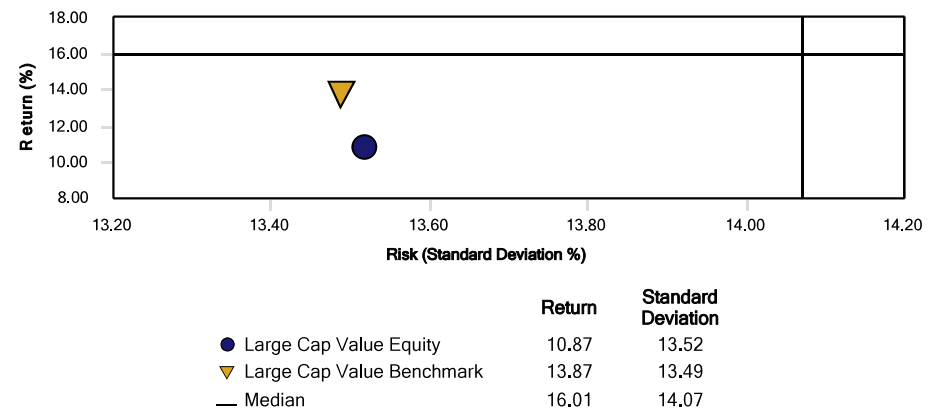 18.00
16.00
14.00
12.00
10.00
8.00
Return (%)
13.20 13.40 13.60 13.80 14.00 14.20
Risk (Standard Deviation %)
Return Standard Deviation
Large Cap Value Equity 10.87 13.52
Large Cap Value Benchmark 13.87 13.49
Median 16.01 14.07